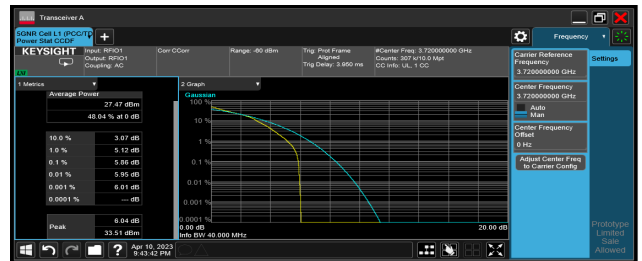 Transceiver A
5GNR Cell L1 (PCC/TD
Power Stat CCDF
Frequency
KEYSIGHT
LU
Input: RFIO1
Output: RFIO1
Coupling: AC
Corr CCorr
Range: -60 dBm
Trig: Prot Frame
Aligned
Trig Delay: 3.950 ms
#Center Freq: 3.720000000 GHz
Counts: 307 k/10.0 Mpt
CC Info: UL, 1 CC
1 Metrics
Average Power
27.47 dBm
48.04 % at 0 dB
10.0 % 3.07 dB
1.0 % 5.12 dB
0.1 % 5.86 dB
0.01 % 5.95 dB
0.001 % 6.01 dB
0.0001 % — dB
Peak 6.04 dB
33.51 dBm
2 Graph
Gaussian
100 %
10 %
1 %
0.1 %
0.01 %
0.001 %
0.0001 %
0.00 dB
20.00 dB
Info BW 40.000 MHz
Carrier Reference
Frequency
3.720000000 GHz
Center Frequency
3.720000000 GHz
Auto
Man
Center Frequency
Offset
0 Hz
Adjust Center Freq
to Carrier Config
Settings
Prototype
Limited
Sale
Allowed
?
Apr 10, 2023
9:43:42 PM